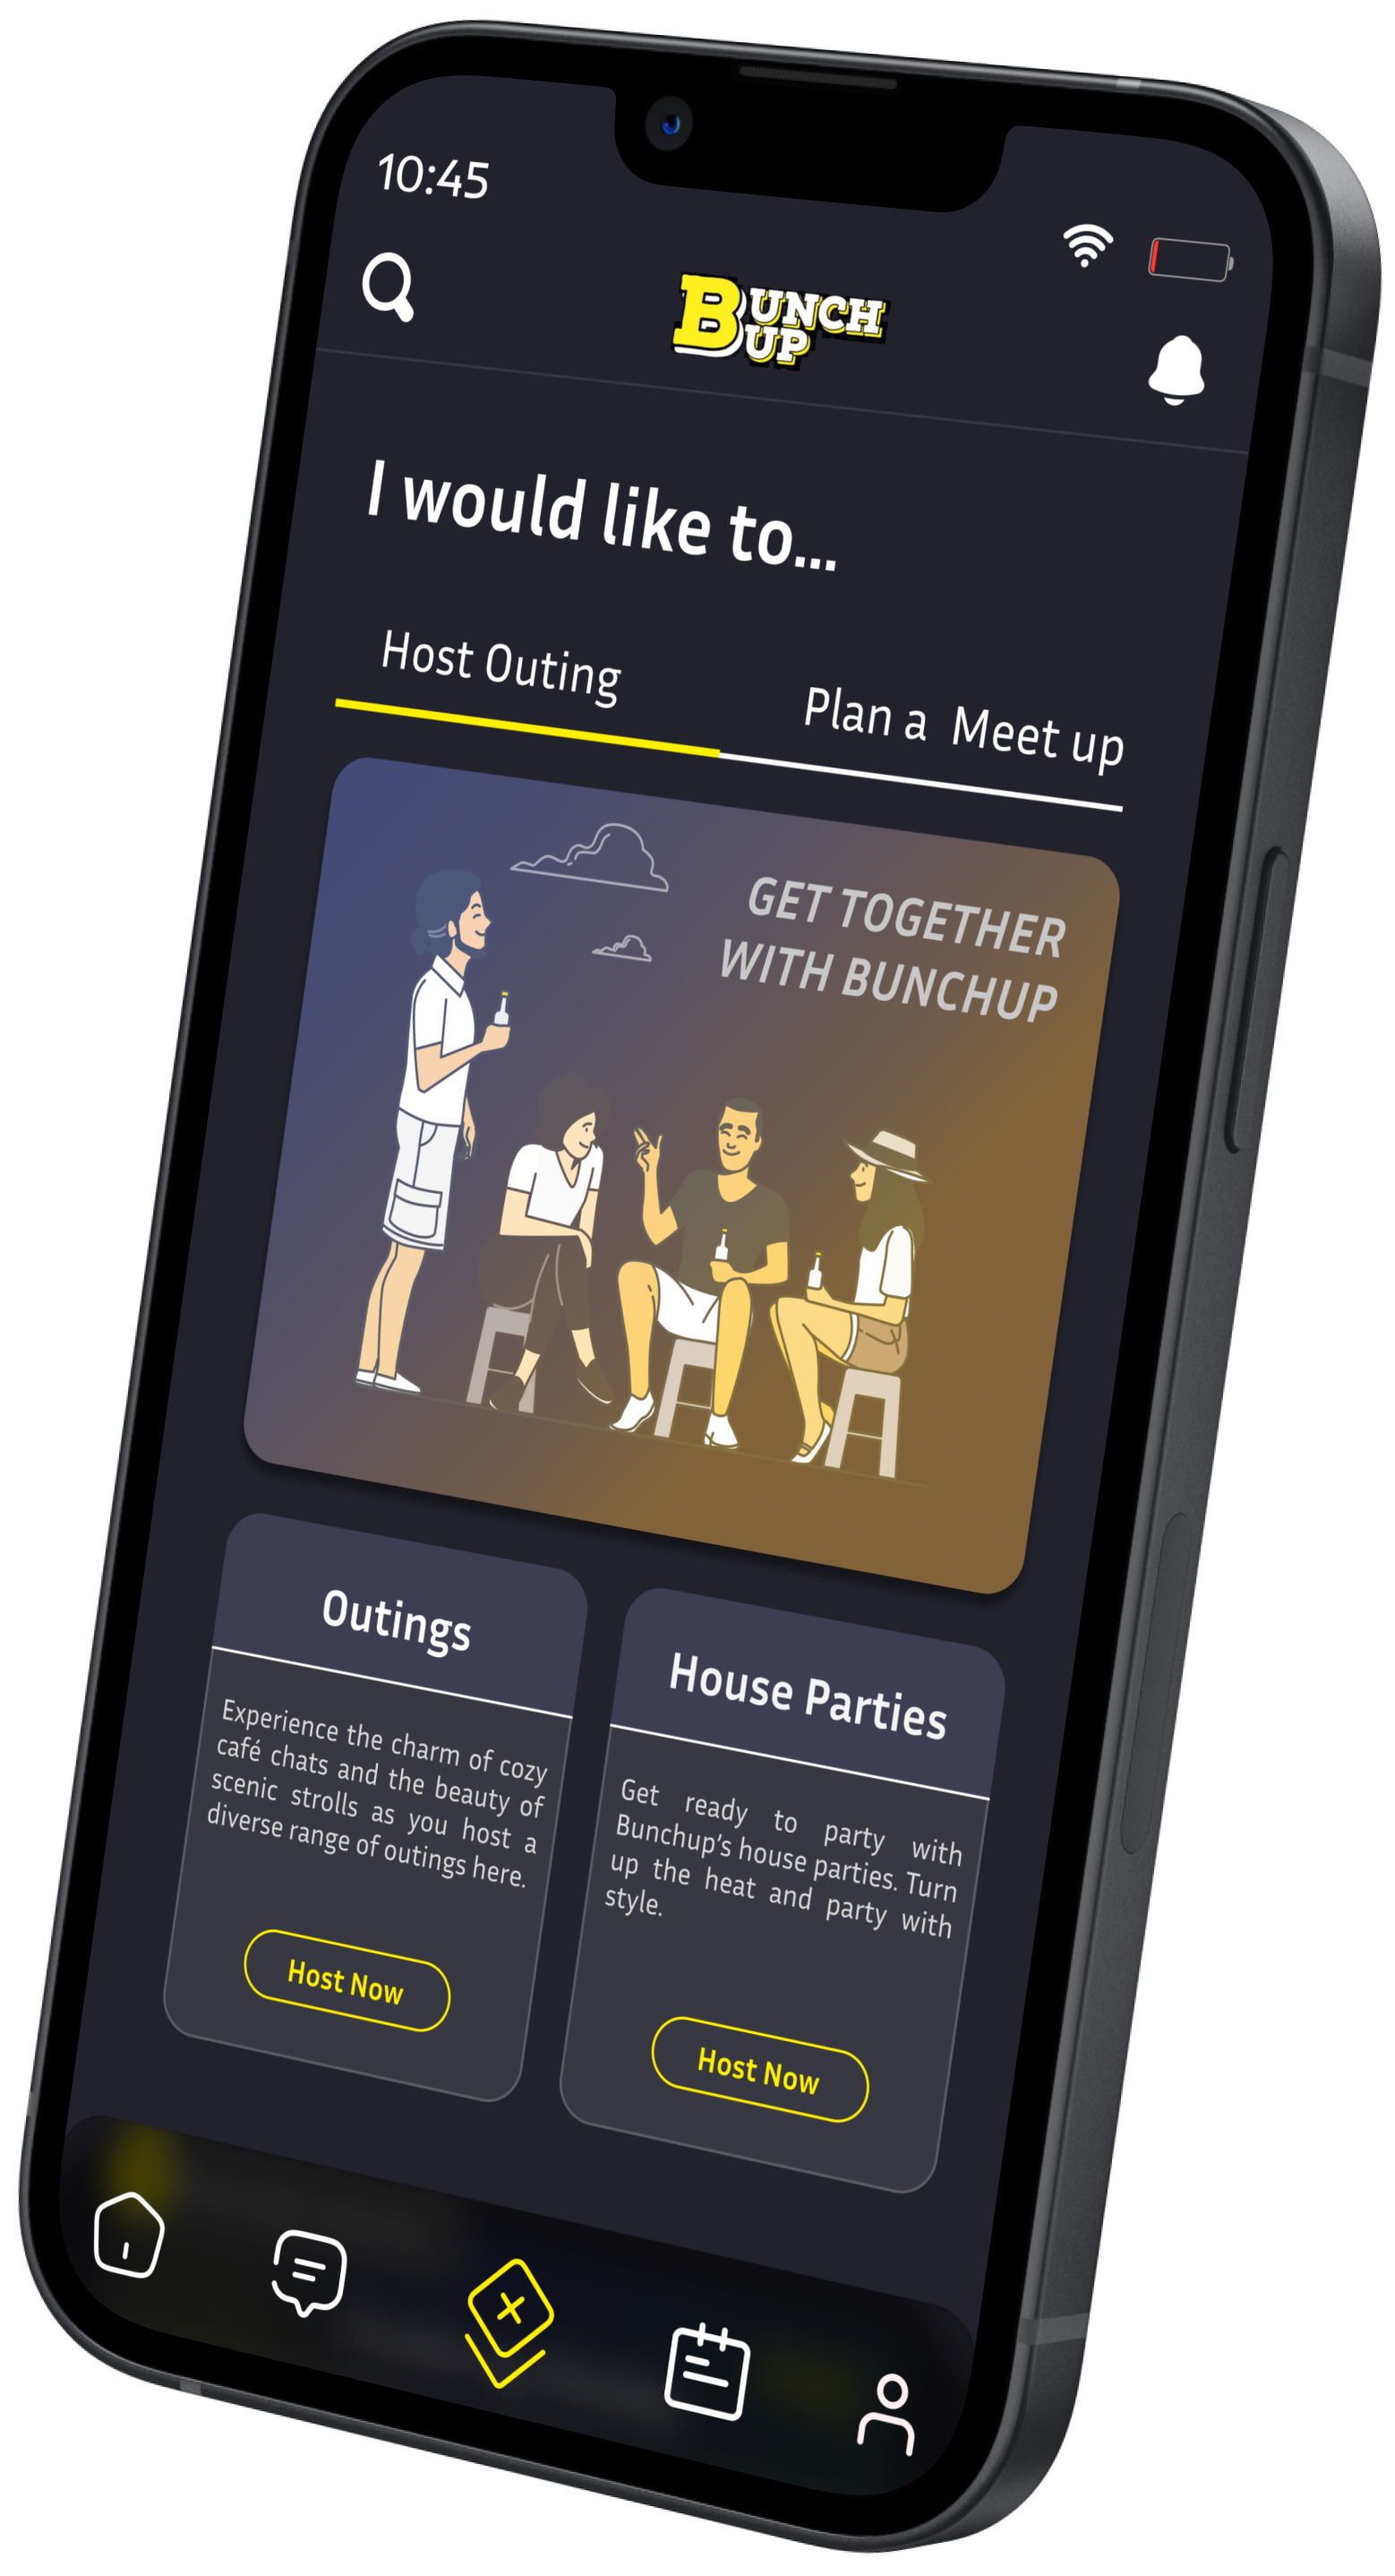 10:45
BUNCH
UP
I would like to...
Host Outing
Plan a Meet up
GET TOGETHER
WITH BUNCHUP
Outings
Experience the charm of cozy
café chats and the beauty of
scenic strolls as you host a
diverse range of outings here.
Host Now
House Parties
Get ready to party with
Bunchup’s house parties. Turn
up the heat and party with
style.
Host Now